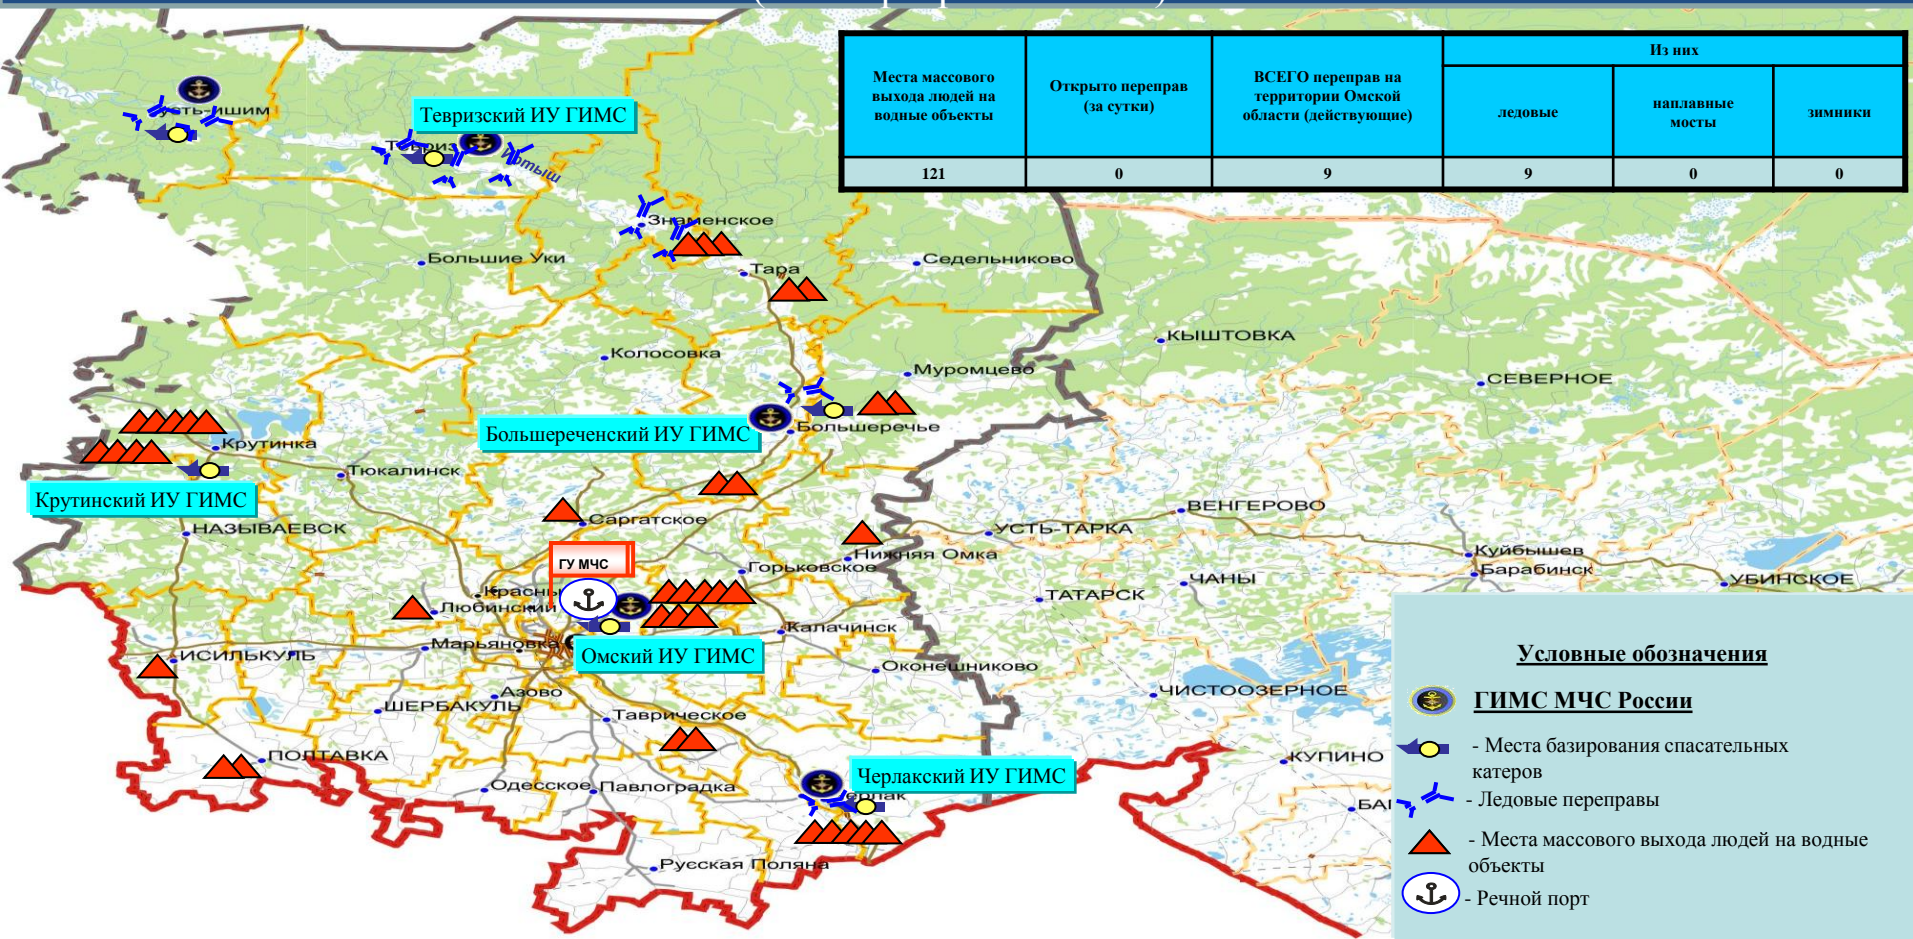 Из них
Места массового
выхода людей на
водные объекты
Открыто переправ
(за сутки)
ВСЕГО переправ на
территории Омской
области (действующие)
ледовые
наплавные
мосты
зимники
121
0
9
9
0
0
Тевризский ИУ ГИМС
Иртыш
Знаменское
Большие Уки
Тара
Седельниково
КЫШТОВКА
Колосовка
Муромцево
СЕВЕРНОЕ
Большереченский ИУ ГИМС
Большеречье
Крутинка
Тюкалинск
Крутинский ИУ ГИМС
НАЗЫВАЕВСК
Саргатское
ВЕНГЕРОВО
УСТЬ-ТАРКА
Нижняя Омка
Куйбышев
Барабинск
ГУ МЧС
Горьковское
ЧАНЫ
УБИНСКОЕ
ТАТАРСК
Любинский
Калачинск
Марьяновка
ИСИЛЬКУЛЬ
Омский ИУ ГИМС
Оконешниково
Азово
ЧИСТООЗЕРНОЕ
ШЕРБАКУЛЬ
Таврическое
ПОЛТАВКА
КУПИНО
Черлакский ИУ ГИМС
Одесское
Павлоградка
Русская Поляна
Условные обозначения
ГИМС МЧС России
- Места базирования спасательных
катеров
- Ледовые переправы
- Места массового выхода людей на водные
объекты
- Речной порт